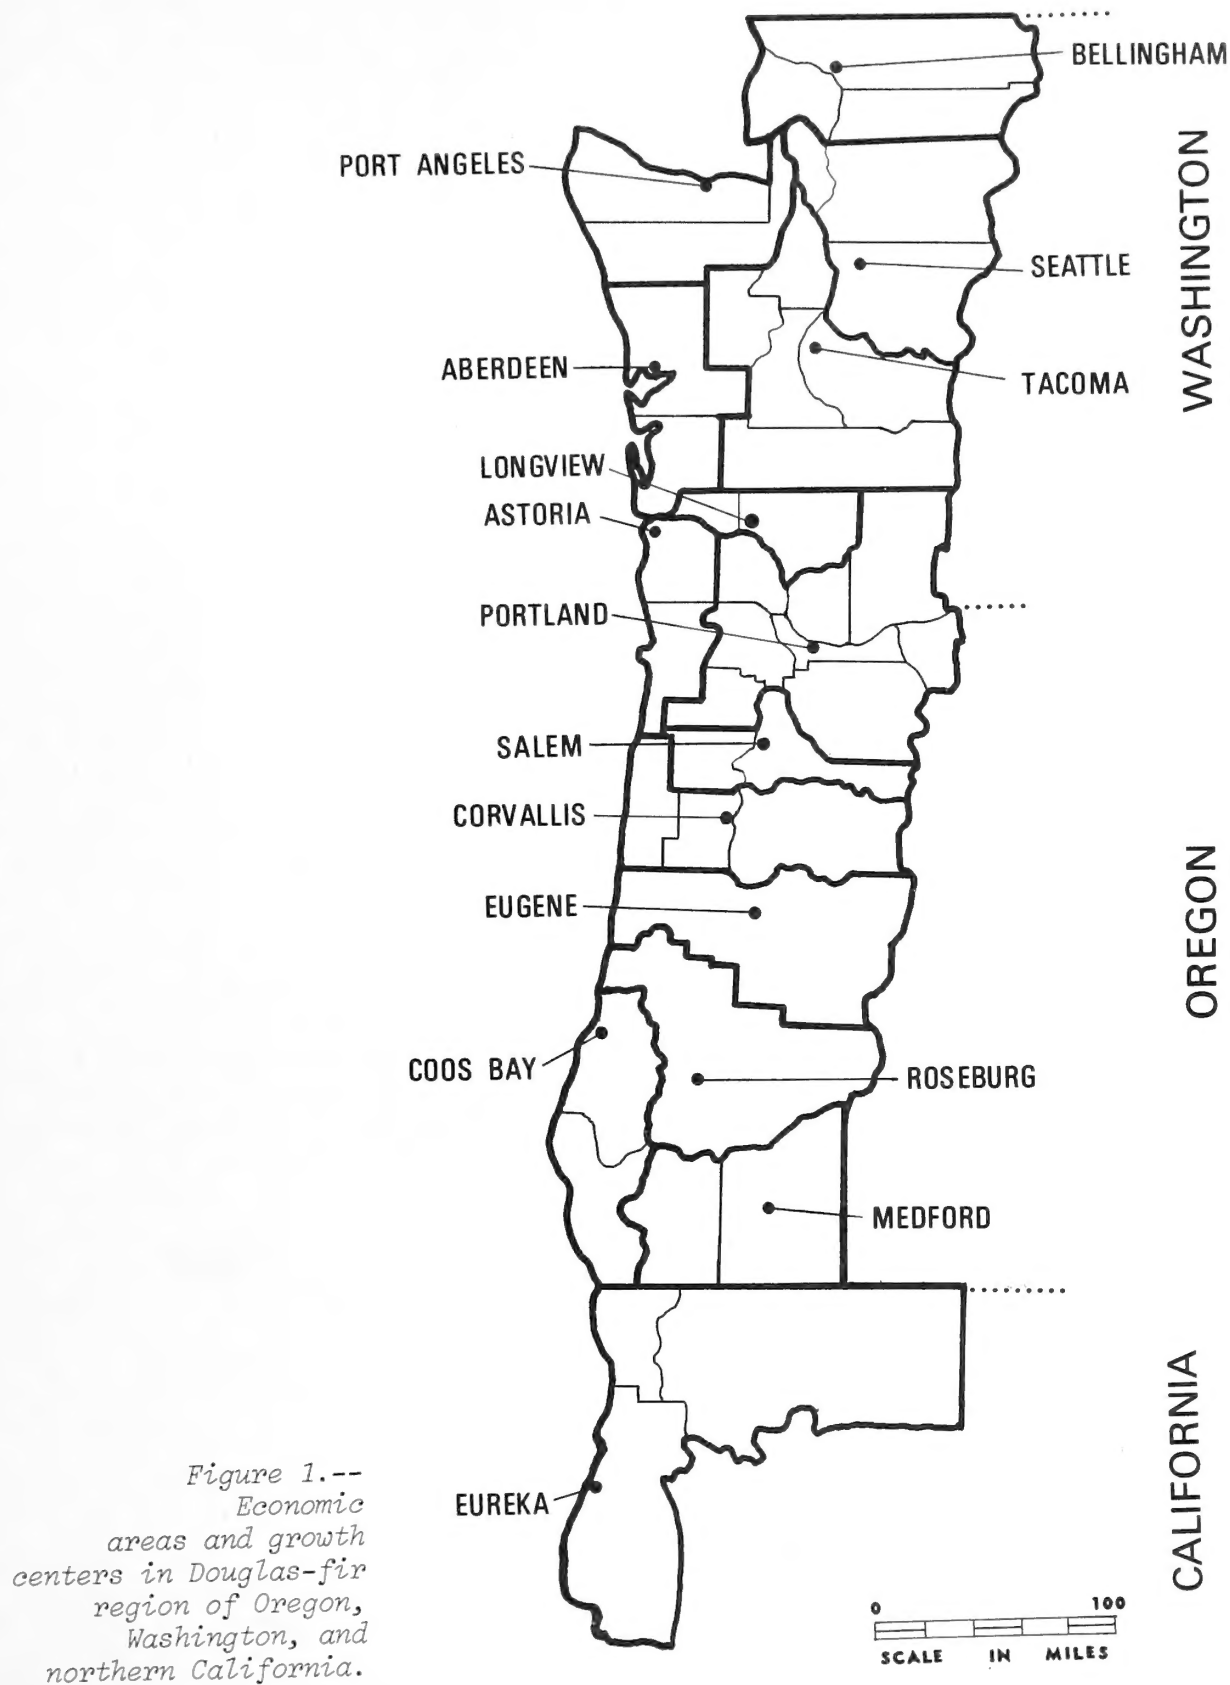 BELLINGHAM
PORT ANGELES
SEATTLE
ABERDEEN
TACOMA
WASHINGTON
LONGVIEW
ASTORIA
PORTLAND
SALEM
CORVALLIS
EUGENE
OREGON
COOS BAY
ROSEBURG
MEDFORD
EUREKA
CALIFORNIA
Figure 1.--
Economic
areas and growth
centers in Douglas-fir
region of Oregon,
Washington, and
northern California.
0 100
SCALE IN MILES